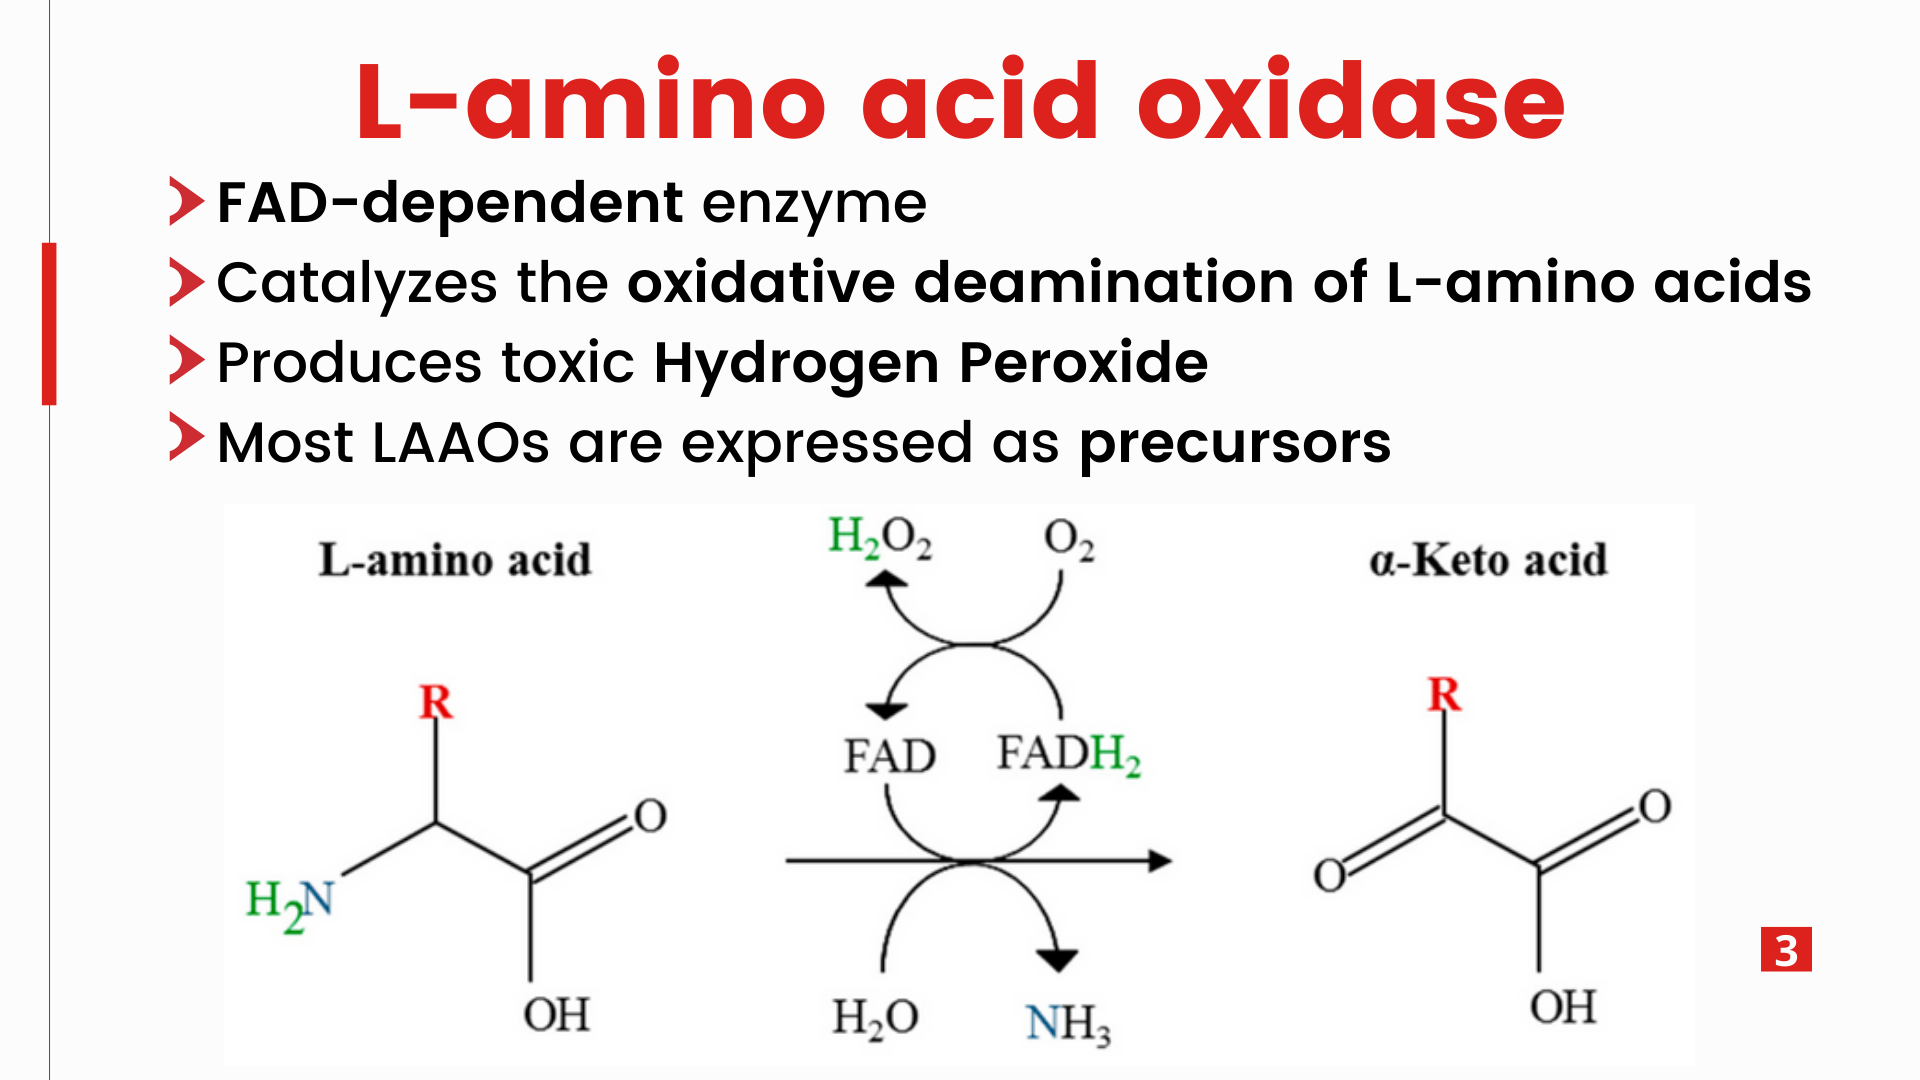 L-amino acid oxidase
FAD-dependent enzyme
Catalyzes the oxidative deamination of L-amino acids
Produces toxic Hydrogen Peroxide
Most LAAOs are expressed as precursors
L-amino acid
H₂O₂
O₂
α-Keto acid
R
R
FAD
FADH₂
O
O
H₂N
O
OH
H₂O
NH₃
OH
3